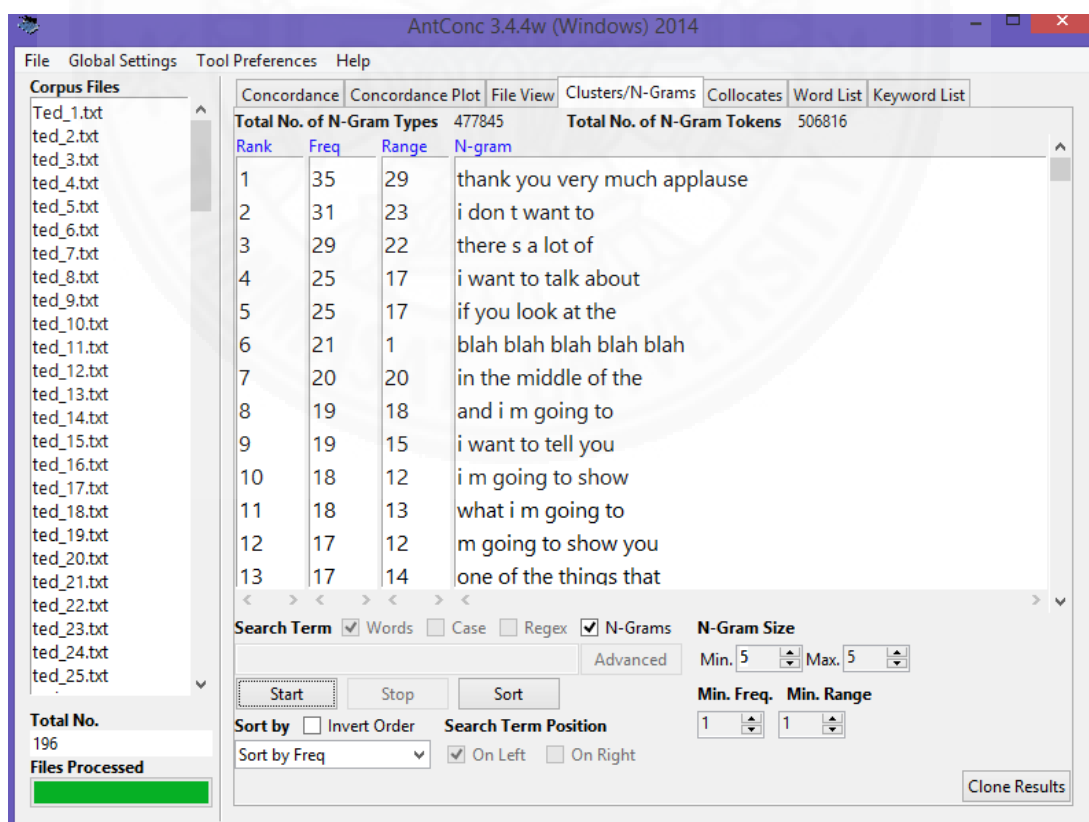 AntConc 3.4.4w (Windows) 2014
File Global Settings Tool Preferences Help
Corpus Files
Ted_1.txt
ted_2.txt
ted_3.txt
ted_4.txt
ted_5.txt
ted_6.txt
ted_7.txt
ted_8.txt
ted_9.txt
ted_10.txt
ted_11.txt
ted_12.txt
ted_13.txt
ted_14.txt
ted_15.txt
ted_16.txt
ted_17.txt
ted_18.txt
ted_19.txt
ted_20.txt
ted_21.txt
ted_22.txt
ted_23.txt
ted_24.txt
ted_25.txt
Total No.
196
Files Processed
Concordance Concordance Plot File View Clusters/N-Grams Collocates Word List Keyword List
Total No. of N-Gram Types 477845 Total No. of N-Gram Tokens 506816
Rank Freq Range N-gram
1 35 29 thank you very much applause
2 31 23 i don t want to
3 29 22 there s a lot of
4 25 17 i want to talk about
5 25 17 if you look at the
6 21 1 blah blah blah blah blah
7 20 20 in the middle of the
8 19 18 and i m going to
9 19 15 i want to tell you
10 18 12 i m going to show
11 18 13 what i m going to
12 17 12 m going to show you
13 17 14 one of the things that
Search Term Words Case Regex N-Grams N-Gram Size
Advanced Min. 5 Max. 5
Start Stop Sort Min. Freq. Min. Range
Sort by Invert Order Search Term Position 1 1
Sort by Freq On Left On Right
Clone Results